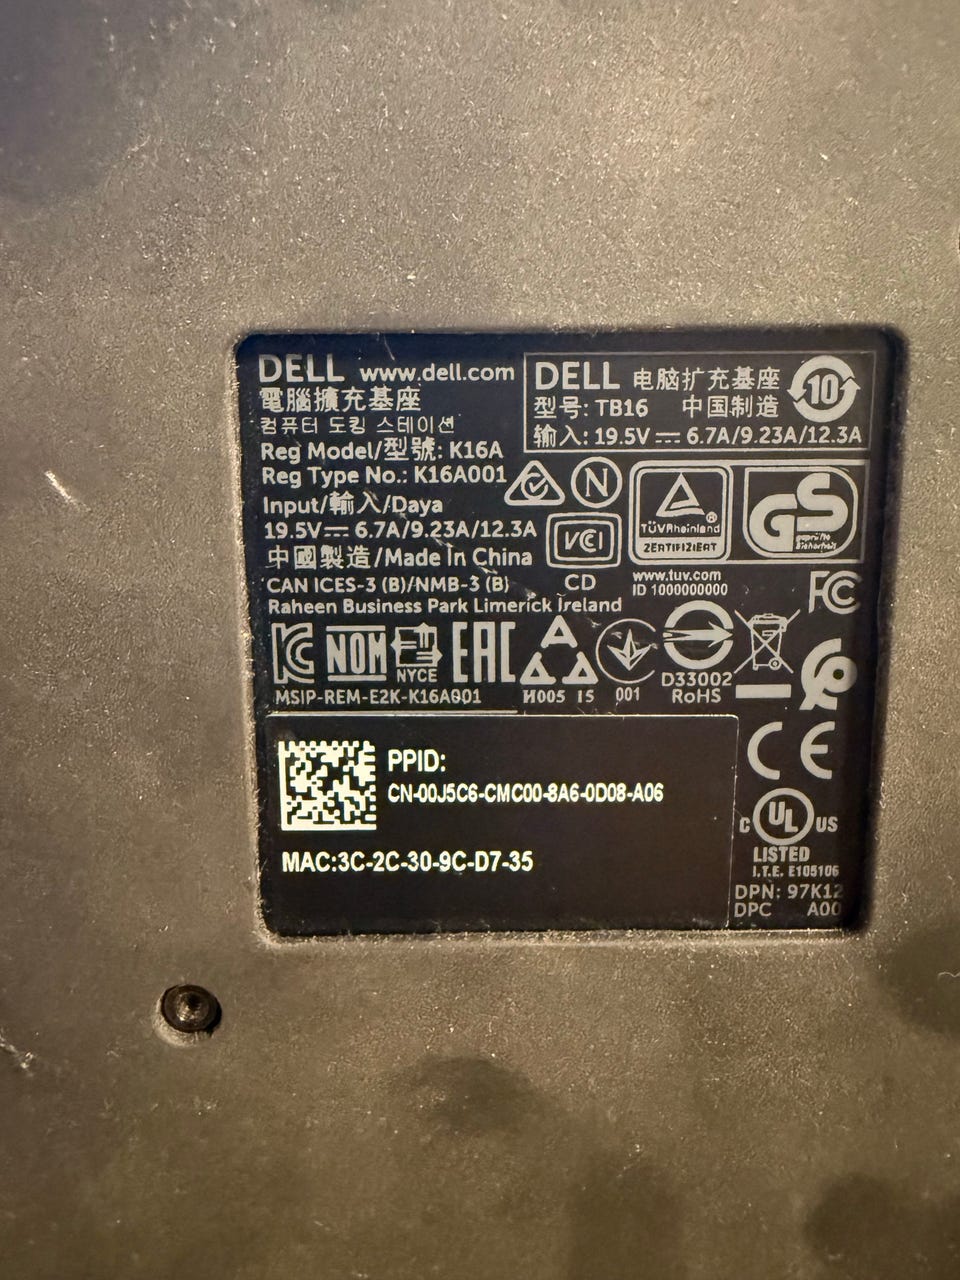 DELL www.dell.com
電腦擴充基座
컴퓨터 도킹 스테이션
Reg Model/型號: K16A
Reg Type No.: K16A001
Input/輸入/Daya
19.5V⎓ 6.7A/9.23A/12.3A
中國製造/Made In China
CAN ICES-3 (B)/NMB-3 (B)
Raheen Business Park Limerick Ireland
DELL 电脑扩充基座
型号: TB16 中国制造
输入: 19.5V⎓ 6.7A/9.23A/12.3A
10
N
VCI
CD
TÜVRheinland
ZERTIFIZIERT
www.tuv.com
ID 1000000000
GS
geprüfte
Sicherheit
FC
NOM
NYCE
EAC
MSIP-REM-E2K-K16A001
И005 15
001
D33002
RoHS
CE
PPID:
CN-00J5C6-CMC00-8A6-0D08-A06
MAC:3C-2C-30-9C-D7-35
C UL US
LISTED
I.T.E. E105106
DPN: 97K12
DPC A00